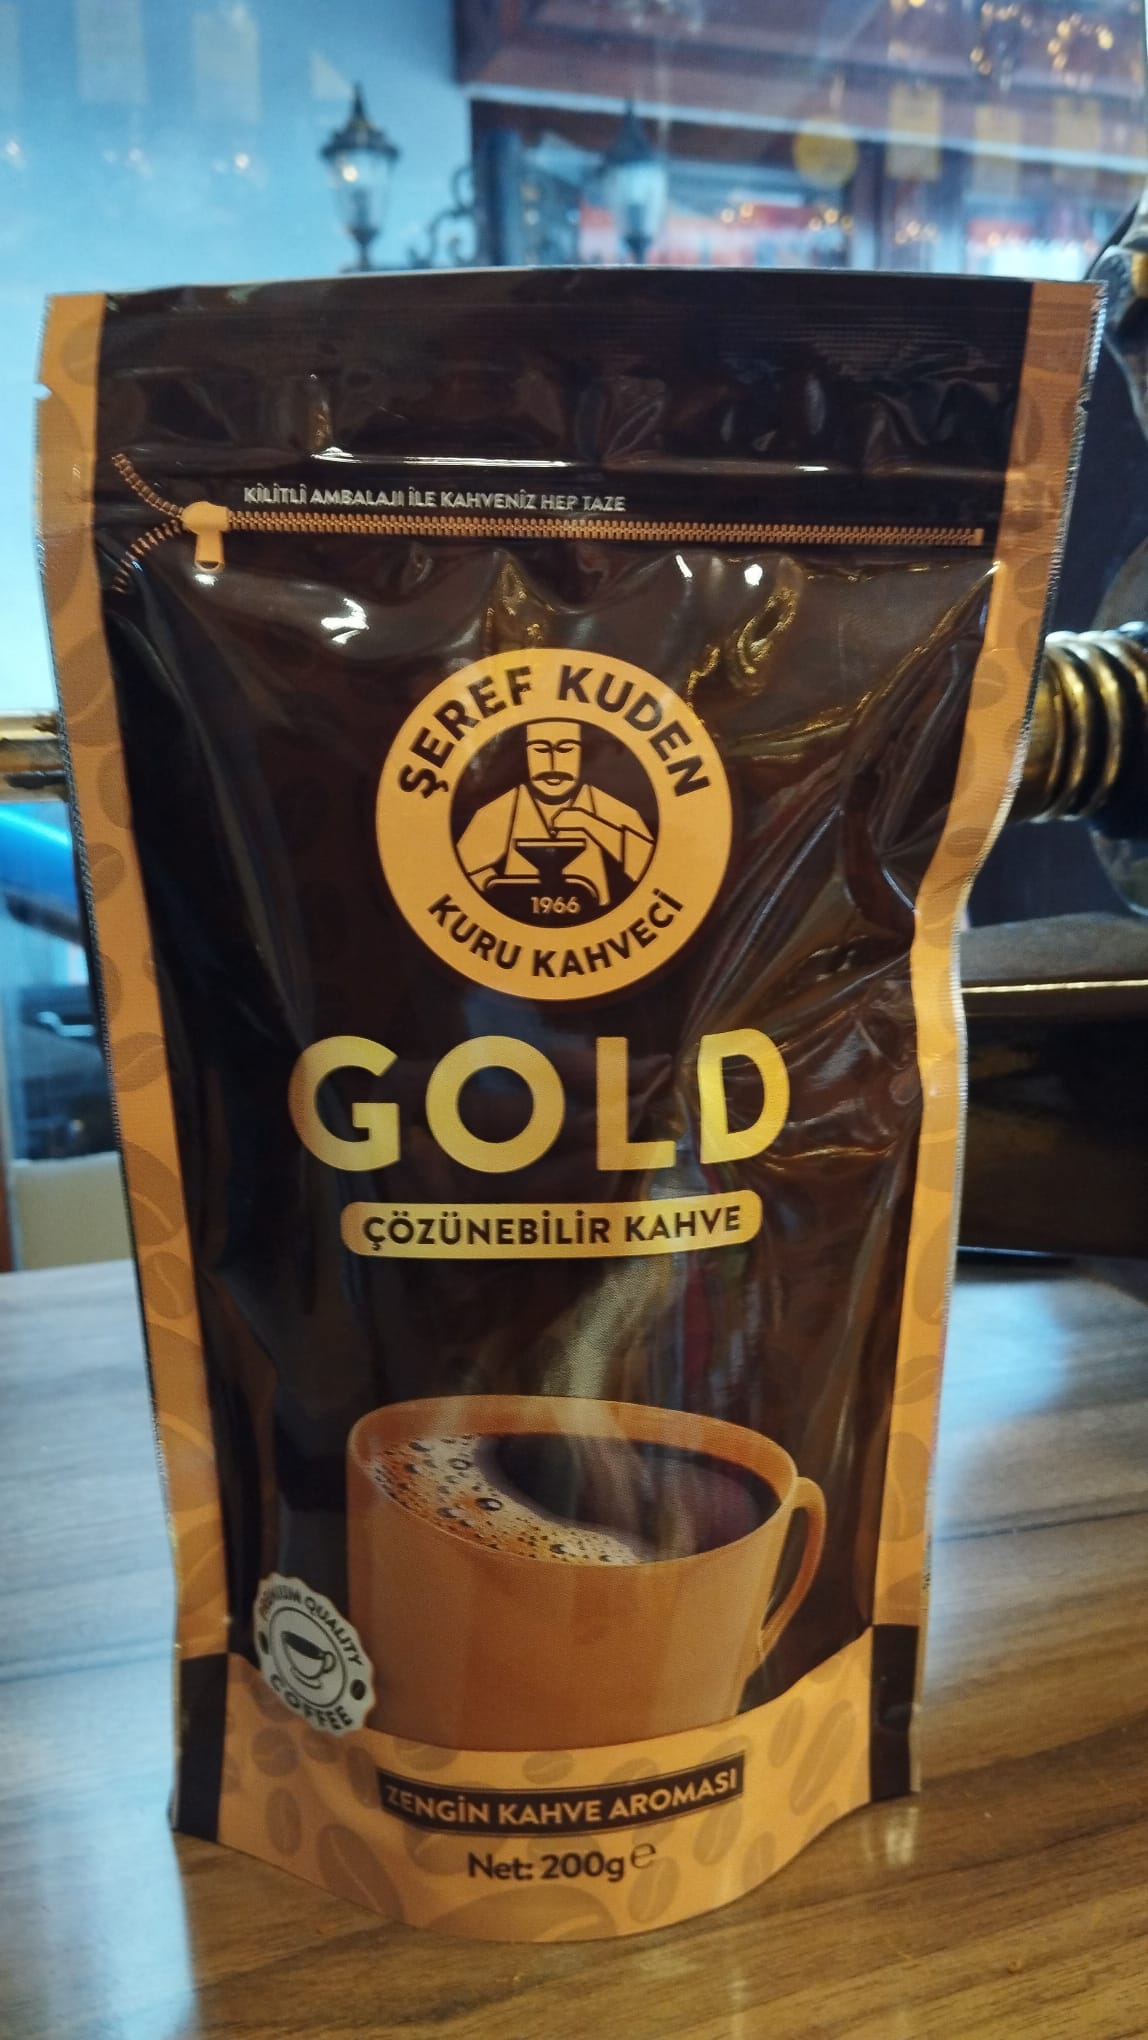 KİLİTLİ AMBALAJI İLE KAHVENİZ HEP TAZE
ŞEREF KUDEN
1966
KURU KAHVECİ
GOLD
ÇÖZÜNEBİLİR KAHVE
PREMIUM QUALITY
COFFEE
ZENGİN KAHVE AROMASI
Net: 200g℮